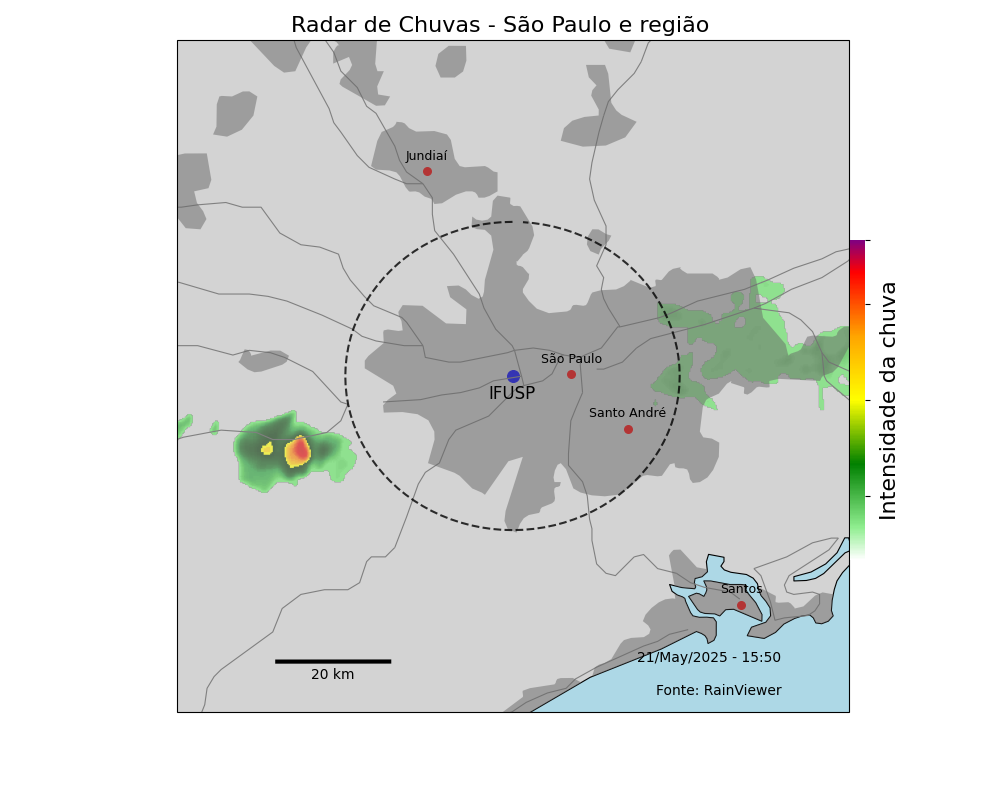 Radar de Chuvas - São Paulo e região
Jundiaí
São Paulo
IFUSP
Santo André
Intensidade da chuva
Santos
21/May/2025 - 15:50
20 km
Fonte: RainViewer